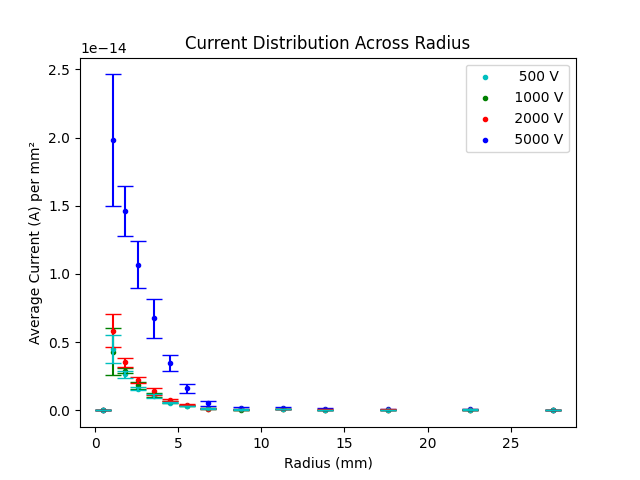 Current Distribution Across Radius
1e−14
Average Current (A) per mm²
2.5
2.0
1.5
1.0
0.5
0.0
500 V
1000 V
2000 V
5000 V
0 5 10 15 20 25
Radius (mm)